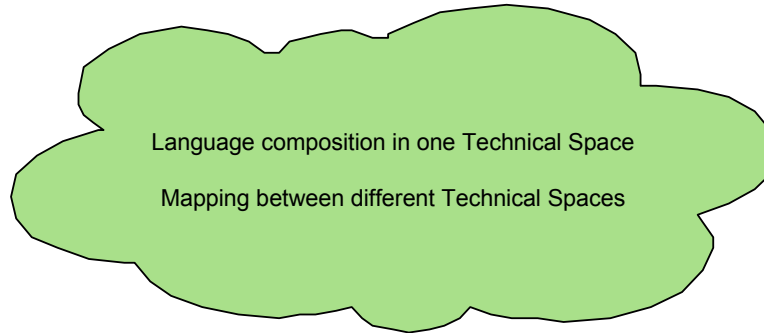 Language composition in one Technical Space
Mapping between different Technical Spaces